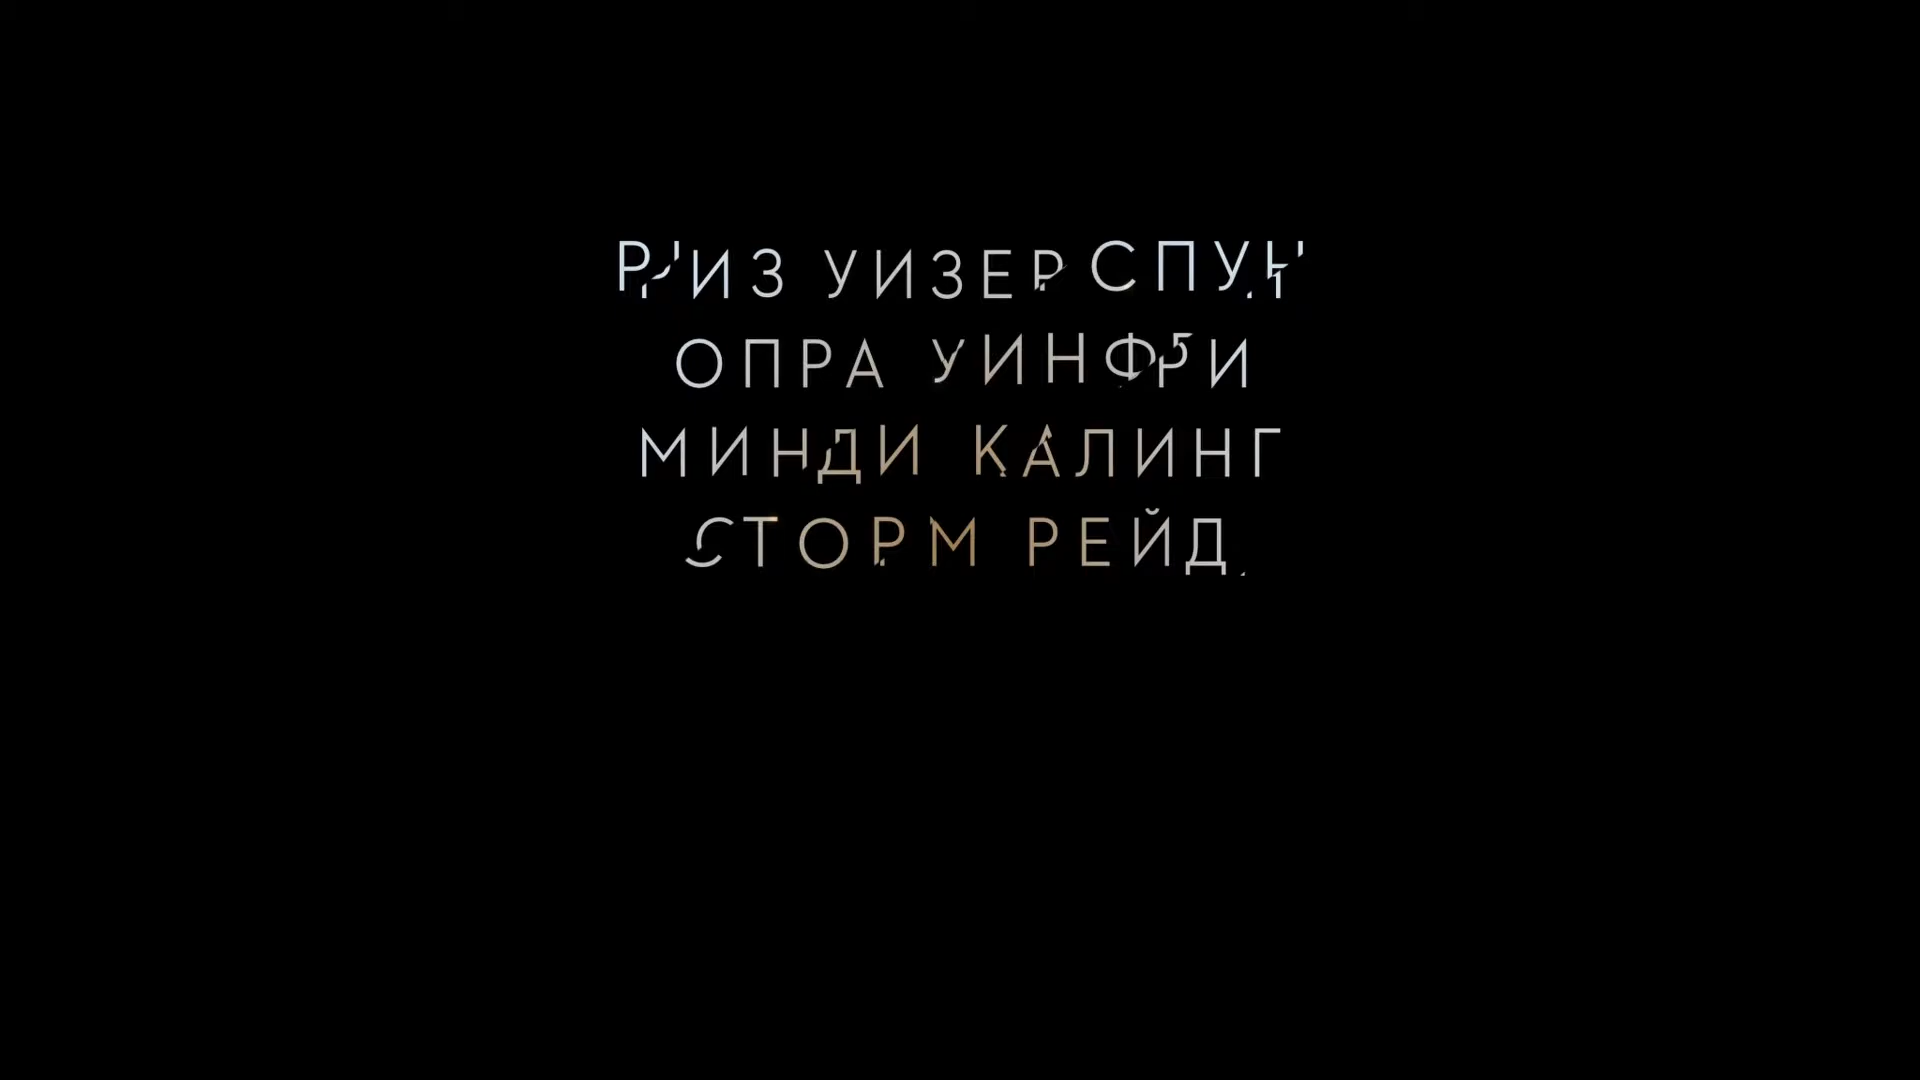 РИЗ УИЗЕРСПУН
ОПРА УИНФРИ
МИНДИ КАЛИНГ
СТОРМ РЕЙД